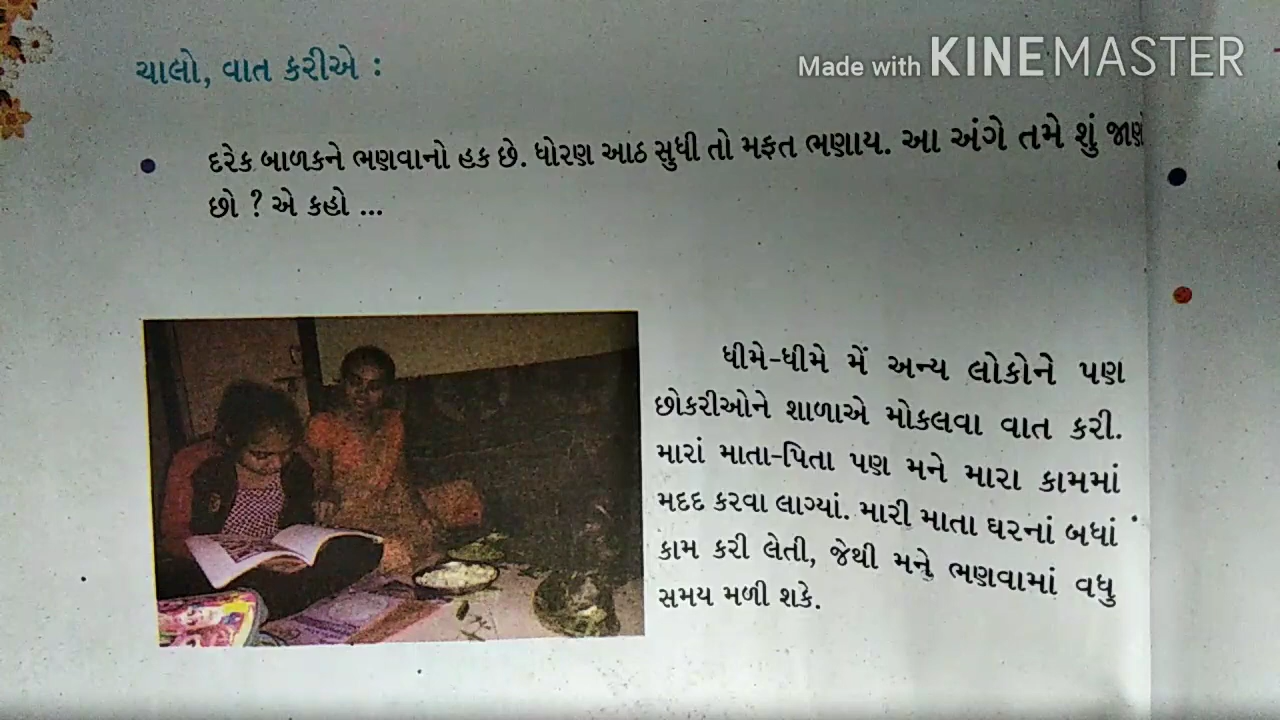 ચાલો, વાત કરીએ :
Made with KINEMASTER
દરેક બાળકને ભણવાનો હક છે. ધોરણ આઠ સુધી તો મફત ભણાય. આ અંગે તમે શું જાણ
છો ? એ કહો ...
ધીમે-ધીમે મેં અન્ય લોકોને પણ
છોકરીઓને શાળાએ મોકલવા વાત કરી.
મારાં માતા-પિતા પણ મને મારા કામમાં
મદદ કરવા લાગ્યાં. મારી માતા ઘરનાં બધાં
કામ કરી લેતી, જેથી મને ભણવામાં વધુ
સમય મળી શકે.